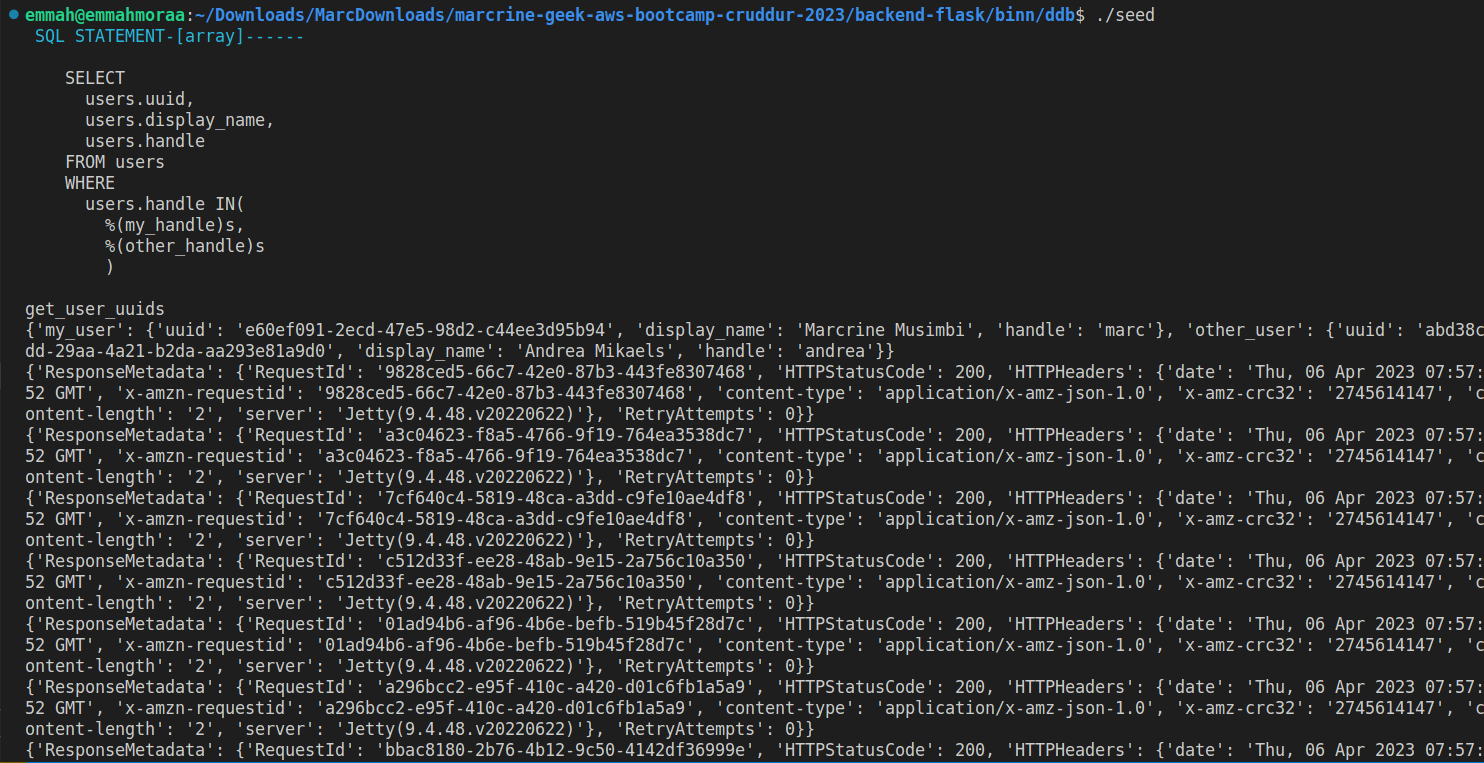 emmah@emmahmoraa:~/Downloads/MarcDownloads/marcrine-geek-aws-bootcamp-cruddur-2023/backend-flask/binn/ddb$ ./seed
SQL STATEMENT-[array]------
SELECT
users.uuid,
users.display_name,
users.handle
FROM users
WHERE
users.handle IN(
%(my_handle)s,
%(other_handle)s
)
get_user_uuids
{'my_user': {'uuid': 'e60ef091-2ecd-47e5-98d2-c44ee3d95b94', 'display_name': 'Marcrine Musimbi', 'handle': 'marc'}, 'other_user': {'uuid': 'abd38c
dd-29aa-4a21-b2da-aa293e81a9d0', 'display_name': 'Andrea Mikaels', 'handle': 'andrea'}}
{'ResponseMetadata': {'RequestId': '9828ced5-66c7-42e0-87b3-443fe8307468', 'HTTPStatusCode': 200, 'HTTPHeaders': {'date': 'Thu, 06 Apr 2023 07:57:
52 GMT', 'x-amzn-requestid': '9828ced5-66c7-42e0-87b3-443fe8307468', 'content-type': 'application/x-amz-json-1.0', 'x-amz-crc32': '2745614147', 'c
ontent-length': '2', 'server': 'Jetty(9.4.48.v20220622)'}, 'RetryAttempts': 0}}
{'ResponseMetadata': {'RequestId': 'a3c04623-f8a5-4766-9f19-764ea3538dc7', 'HTTPStatusCode': 200, 'HTTPHeaders': {'date': 'Thu, 06 Apr 2023 07:57:
52 GMT', 'x-amzn-requestid': 'a3c04623-f8a5-4766-9f19-764ea3538dc7', 'content-type': 'application/x-amz-json-1.0', 'x-amz-crc32': '2745614147', 'c
ontent-length': '2', 'server': 'Jetty(9.4.48.v20220622)'}, 'RetryAttempts': 0}}
{'ResponseMetadata': {'RequestId': '7cf640c4-5819-48ca-a3dd-c9fe10ae4df8', 'HTTPStatusCode': 200, 'HTTPHeaders': {'date': 'Thu, 06 Apr 2023 07:57:
52 GMT', 'x-amzn-requestid': '7cf640c4-5819-48ca-a3dd-c9fe10ae4df8', 'content-type': 'application/x-amz-json-1.0', 'x-amz-crc32': '2745614147', 'c
ontent-length': '2', 'server': 'Jetty(9.4.48.v20220622)'}, 'RetryAttempts': 0}}
{'ResponseMetadata': {'RequestId': 'c512d33f-ee28-48ab-9e15-2a756c10a350', 'HTTPStatusCode': 200, 'HTTPHeaders': {'date': 'Thu, 06 Apr 2023 07:57:
52 GMT', 'x-amzn-requestid': 'c512d33f-ee28-48ab-9e15-2a756c10a350', 'content-type': 'application/x-amz-json-1.0', 'x-amz-crc32': '2745614147', 'c
ontent-length': '2', 'server': 'Jetty(9.4.48.v20220622)'}, 'RetryAttempts': 0}}
{'ResponseMetadata': {'RequestId': '01ad94b6-af96-4b6e-befb-519b45f28d7c', 'HTTPStatusCode': 200, 'HTTPHeaders': {'date': 'Thu, 06 Apr 2023 07:57:
52 GMT', 'x-amzn-requestid': '01ad94b6-af96-4b6e-befb-519b45f28d7c', 'content-type': 'application/x-amz-json-1.0', 'x-amz-crc32': '2745614147', 'c
ontent-length': '2', 'server': 'Jetty(9.4.48.v20220622)'}, 'RetryAttempts': 0}}
{'ResponseMetadata': {'RequestId': 'a296bcc2-e95f-410c-a420-d01c6fb1a5a9', 'HTTPStatusCode': 200, 'HTTPHeaders': {'date': 'Thu, 06 Apr 2023 07:57:
52 GMT', 'x-amzn-requestid': 'a296bcc2-e95f-410c-a420-d01c6fb1a5a9', 'content-type': 'application/x-amz-json-1.0', 'x-amz-crc32': '2745614147', 'c
ontent-length': '2', 'server': 'Jetty(9.4.48.v20220622)'}, 'RetryAttempts': 0}}
{'ResponseMetadata': {'RequestId': 'bbac8180-2b76-4b12-9c50-4142df36999e', 'HTTPStatusCode': 200, 'HTTPHeaders': {'date': 'Thu, 06 Apr 2023 07:57: